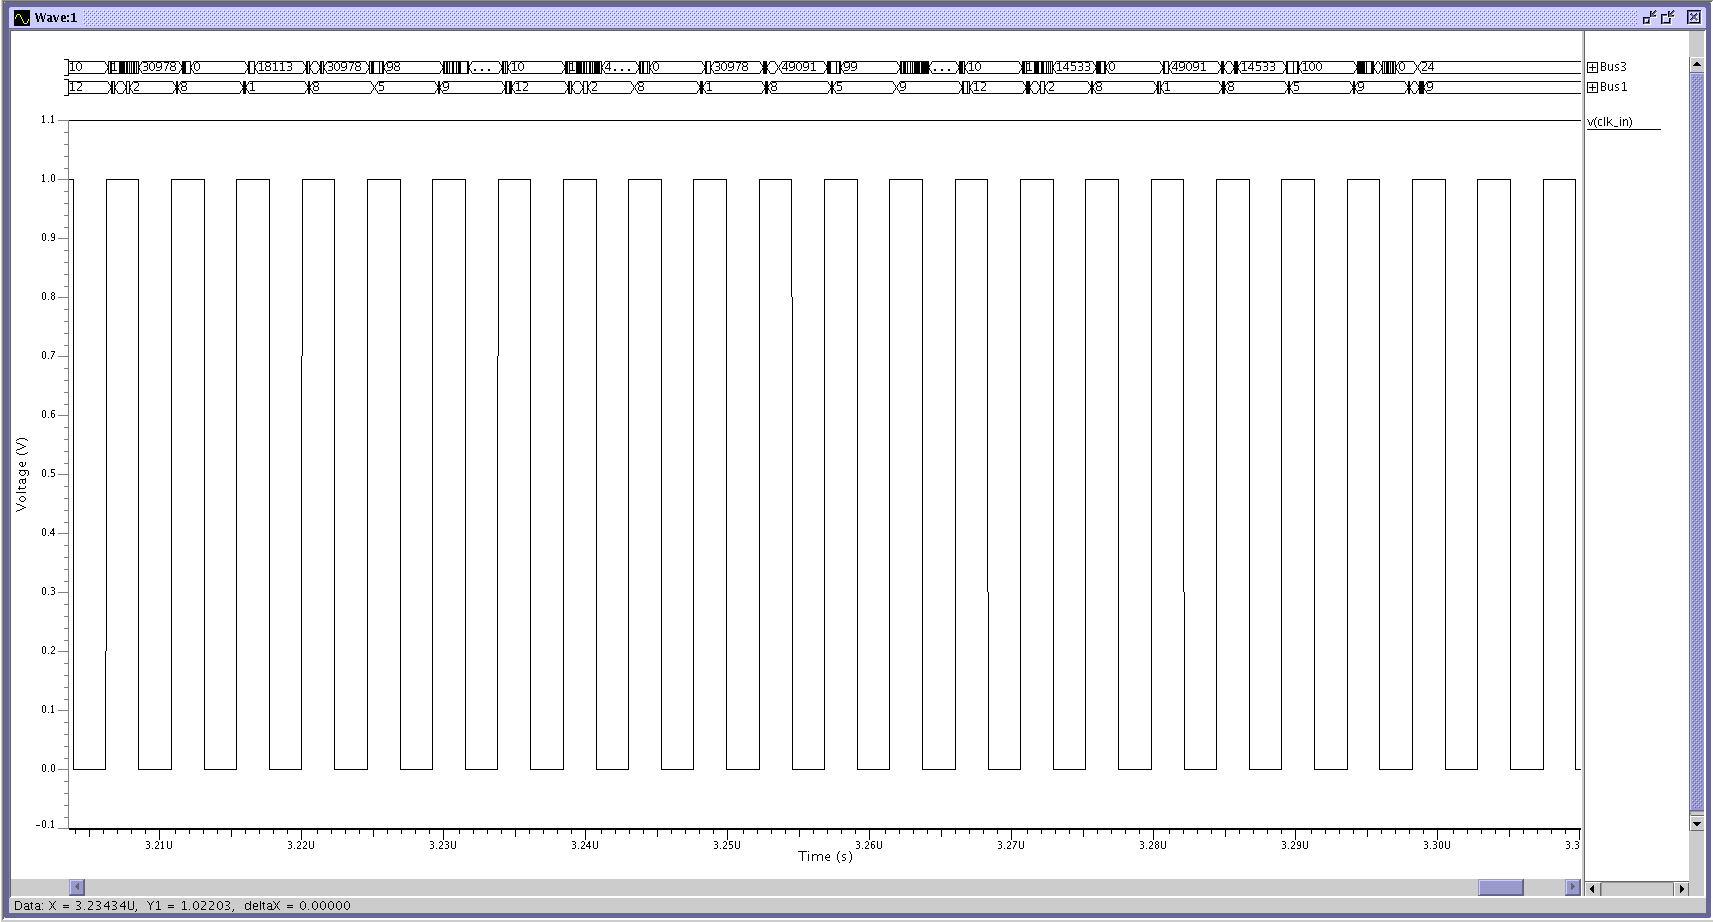 Wave:1
10 1 30978 0 18113 30978 98 ... 10 1 4... 0 30978 49091 99 ... 10 1 14533 0 49091 14533 100 0 24 Bus3
12 2 8 1 8 5 9 12 2 8 1 8 5 9 12 2 8 1 8 5 9 9 Bus1
v(clk_in)
1.1
1.0
0.9
0.8
0.7
0.6
0.5
0.4
0.3
0.2
0.1
0.0
-0.1
Voltage (V)
3.21U 3.22U 3.23U 3.24U 3.25U 3.26U 3.27U 3.28U 3.29U 3.30U 3.3
Time (s)
Data: X = 3.23434U, Y1 = 1.02203, deltaX = 0.00000